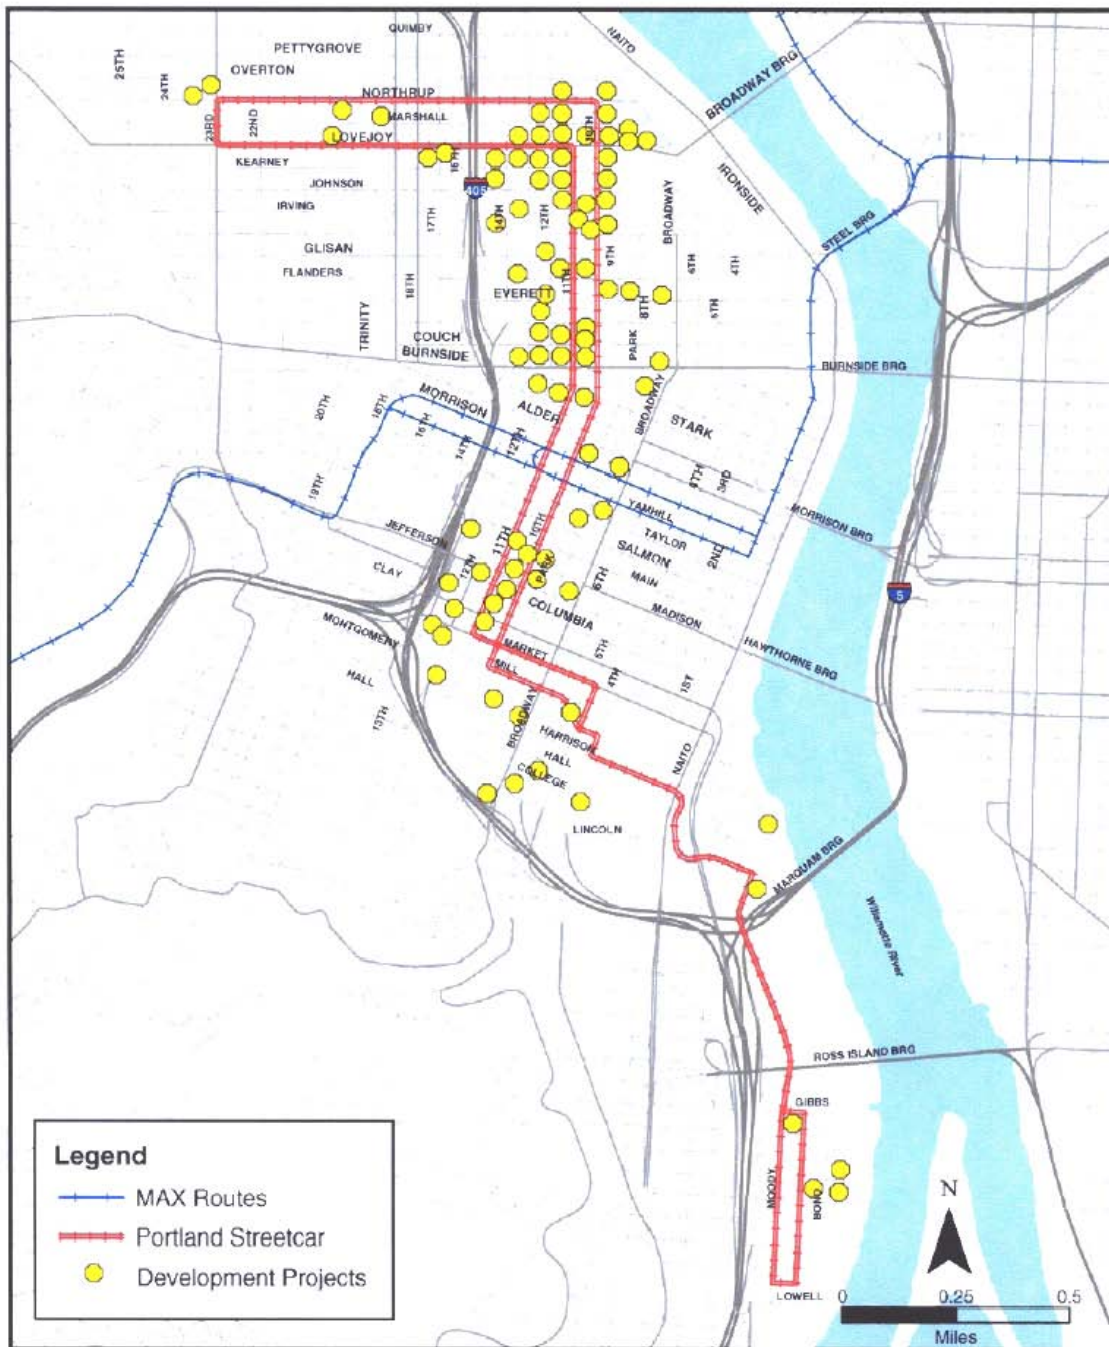 QUIMBY
PETTYGROVE
25TH
24TH
OVERTON
NAITO
BROADWAY BRG
NORTHRUP
23RD
22ND
MARSHALL
LOVEJOY
10TH
KEARNEY
16TH
JOHNSON
405
IRONSIDE
IRVING
17TH
14TH
12TH
BROADWAY
STEEL BRG
GLISAN
FLANDERS
18TH
EVERETT
11TH
9TH
6TH
4TH
8TH
5TH
TRINITY
COUCH
BURNSIDE
PARK
BURNSIDE BRG
MORRISON
ALDER
BROADWAY
STARK
20TH
18TH
16TH
14TH
12TH
4TH
3RD
19TH
YAMHILL
MORRISON BRG
JEFFERSON
11TH
10TH
TAYLOR
SALMON
2ND
CLAY
12TH
PARK
6TH
MAIN
5
MONTGOMERY
COLUMBIA
MADISON
HAWTHORNE BRG
MARKET
MILL
5TH
4TH
1ST
HALL
13TH
BROADWAY
HARRISON
HALL
COLLEGE
NAITO
LINCOLN
MARQUAM BRG
Willamette River
ROSS ISLAND BRG
GIBBS
MOODY
BOND
LOWELL
Legend
MAX Routes
Portland Streetcar
Development Projects
N
0 0.25 0.5
Miles